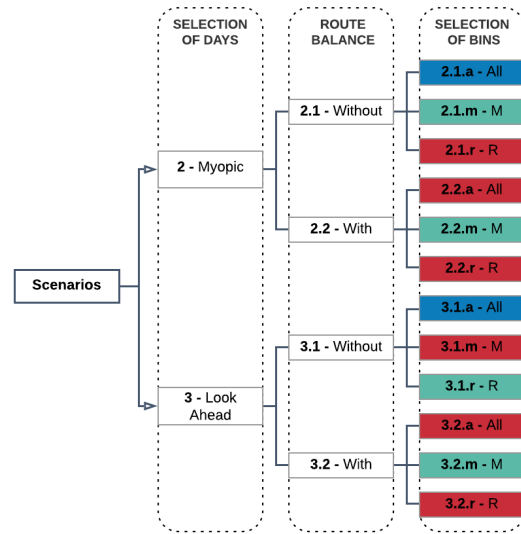 SELECTION
OF DAYS
ROUTE
BALANCE
SELECTION
OF BINS
Scenarios
2 - Myopic
3 - Look
Ahead
2.1 - Without
2.2 - With
3.1 - Without
3.2 - With
2.1.a - All
2.1.m - M
2.1.r - R
2.2.a - All
2.2.m - M
2.2.r - R
3.1.a - All
3.1.m - M
3.1.r - R
3.2.a - All
3.2.m - M
3.2.r - R